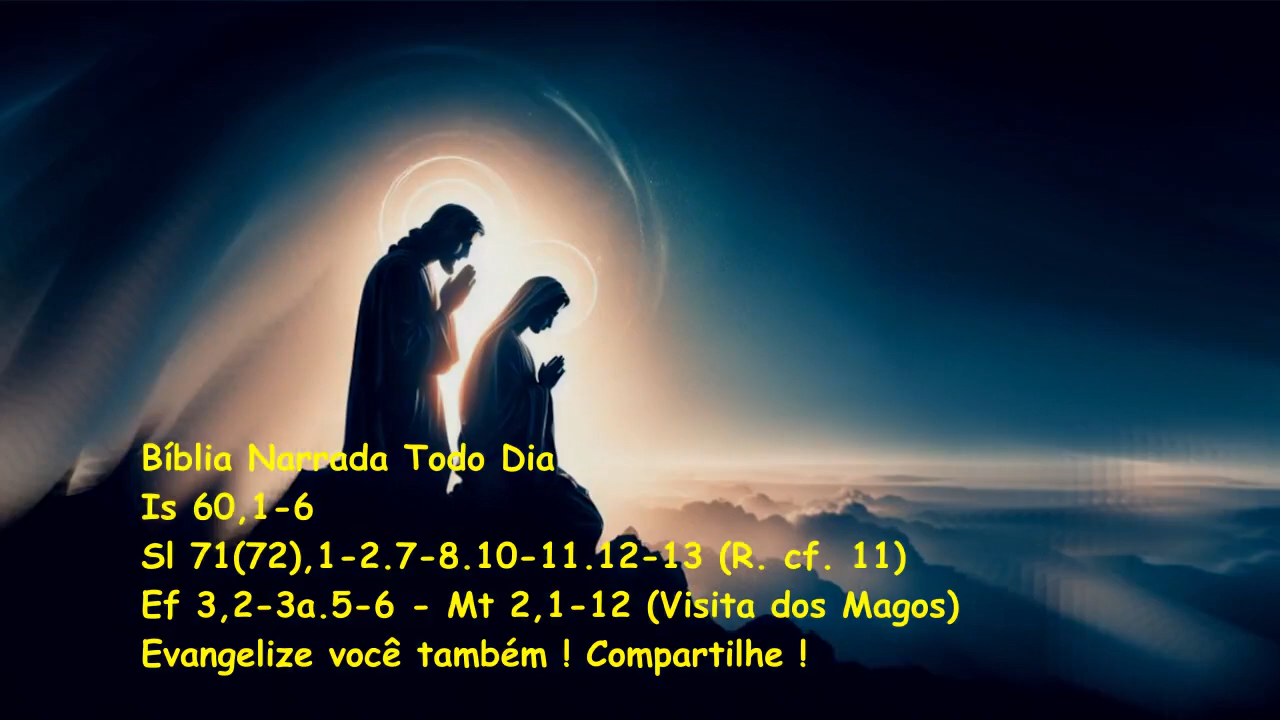 Bíblia Narrada Todo Dia
Is 60,1-6
Sl 71(72),1-2.7-8.10-11.12-13 (R. cf. 11)
Ef 3,2-3a.5-6 - Mt 2,1-12 (Visita dos Magos)
Evangelize você também ! Compartilhe !